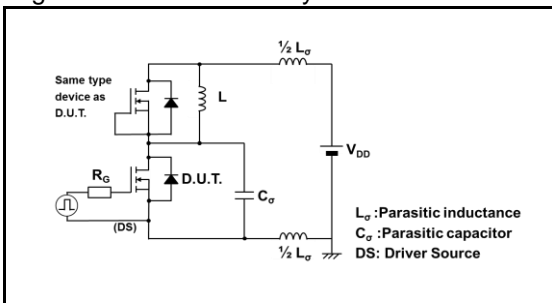 ½ Lσ
Same type
device as
D.U.T.
L
VDD
RG
D.U.T.
Cσ
(DS)
½ Lσ
Lσ :Parasitic inductance
Cσ :Parasitic capacitor
DS: Driver Source